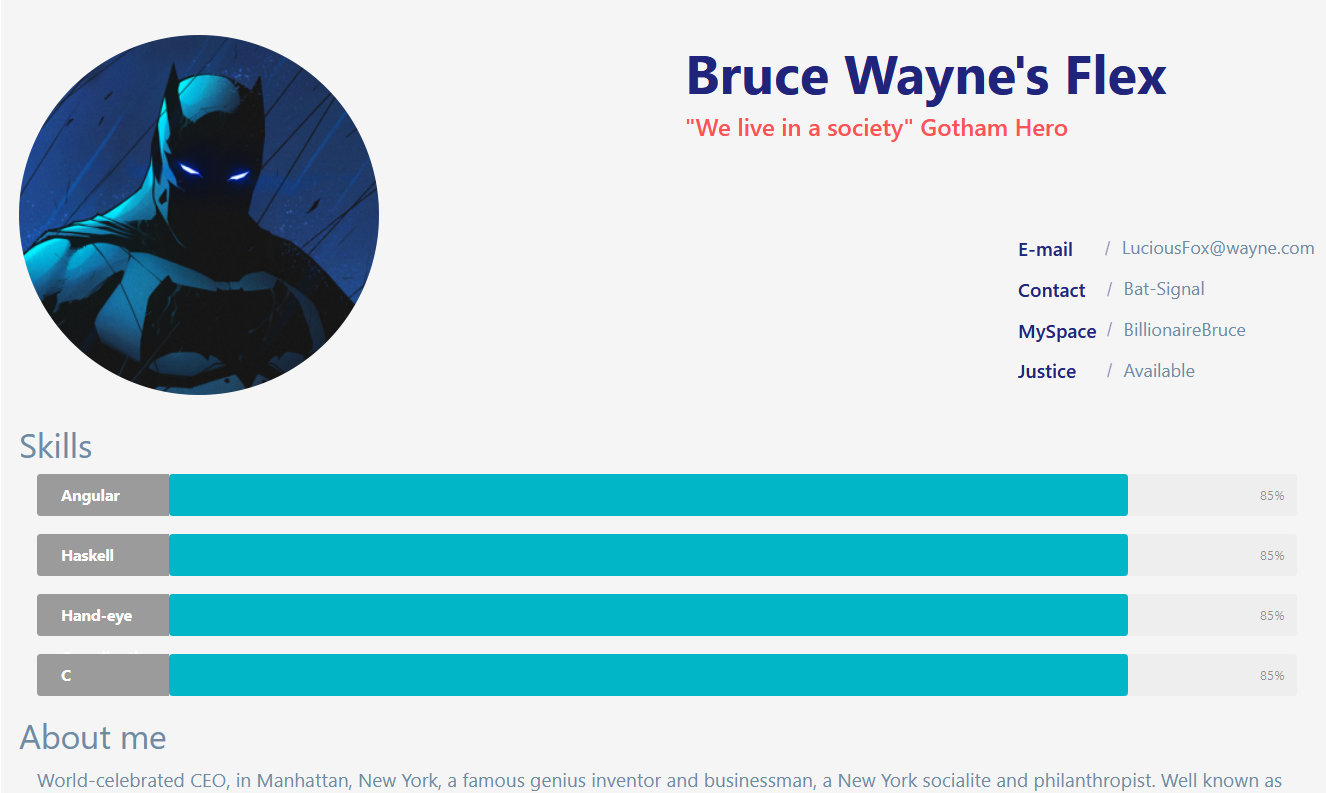 Bruce Wayne's Flex
"We live in a society" Gotham Hero
E-mail / LuciousFox@wayne.com
Contact / Bat-Signal
MySpace / BillionaireBruce
Justice / Available
Skills
Angular 85%
Haskell 85%
Hand-eye 85%
C 85%
About me
World-celebrated CEO, in Manhattan, New York, a famous genius inventor and businessman, a New York socialite and philanthropist. Well known as